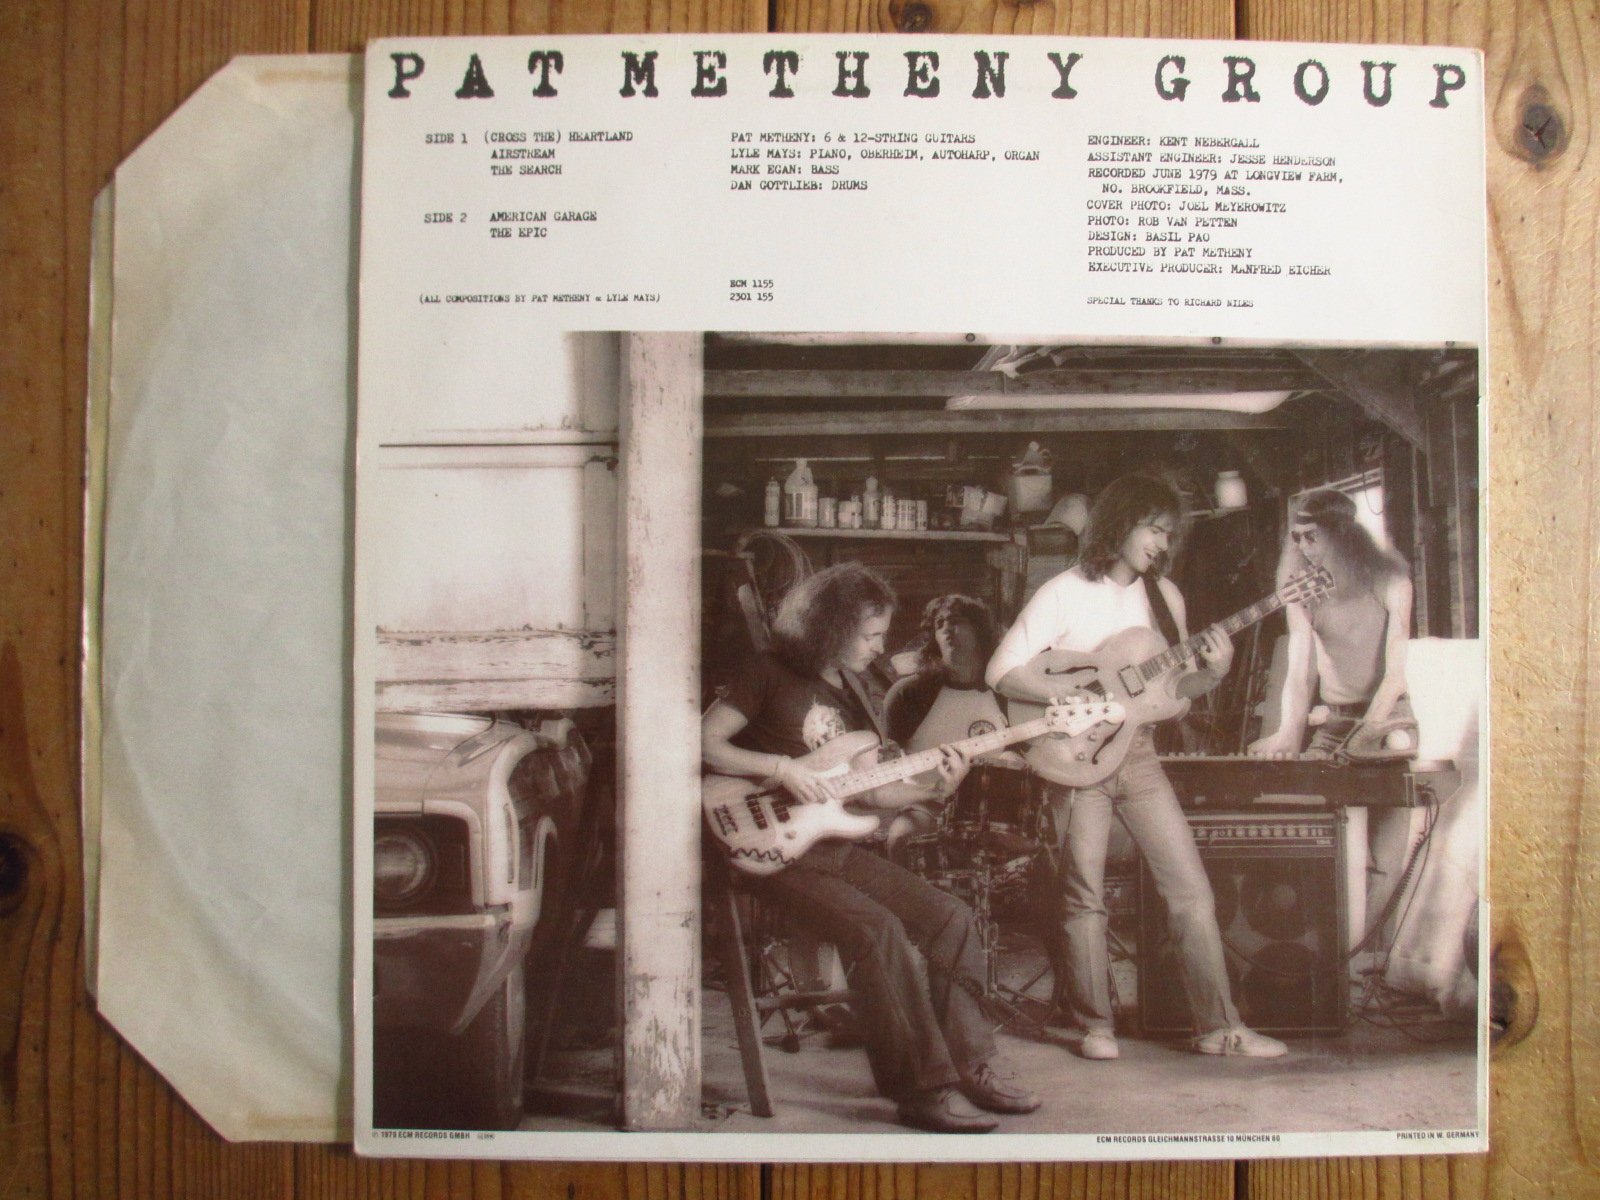 PAT METHENY GROUP
SIDE 1 (CROSS THE) HEARTLAND
AIRSTREAM
THE SEARCH
SIDE 2 AMERICAN GARAGE
THE EPIC
(ALL COMPOSITIONS BY PAT METHENY & LYLE MAYS)
PAT METHENY: 6 & 12-STRING GUITARS
LYLE MAYS: PIANO, OBERHEIM, AUTOHARP, ORGAN
MARK EGAN: BASS
DAN GOTTLIEB: DRUMS
ECM 1155
2301 155
ENGINEER: KENT NEBERGALL
ASSISTANT ENGINEER: JESSE HENDERSON
RECORDED JUNE 1979 AT LONGVIEW FARM,
NO. BROOKFIELD, MASS.
COVER PHOTO: JOEL MEYEROWITZ
PHOTO: ROB VAN PETTEN
DESIGN: BASIL PAO
PRODUCED BY PAT METHENY
EXECUTIVE PRODUCER: MANFRED EICHER
SPECIAL THANKS TO RICHARD NILES
℗ 1979 ECM RECORDS GMBH
ECM RECORDS GLEICHMANNSTRASSE 10 MÜNCHEN 60
PRINTED IN W. GERMANY